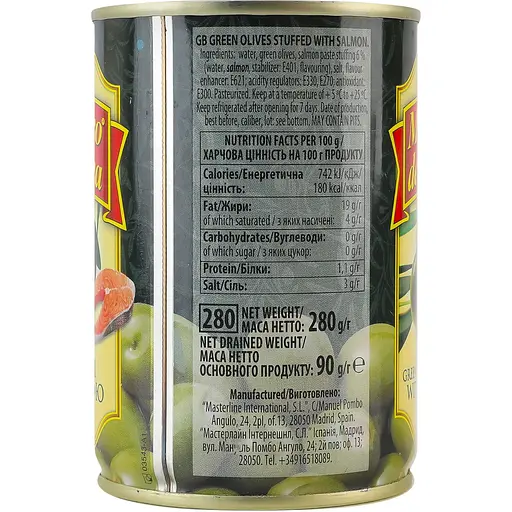 GB GREEN OLIVES STUFFED WITH SALMON.
Ingredients: water, green olives, salmon paste stuffing 6 %
(water, salmon, stabilizer: E401, flavouring), salt, flavour
enhancer: E621; acidity regulators: E330, E270, antioxidant:
E300. Pasteurized. Keep at a temperature of + 5 °C to +25 °C
Keep refrigerated after opening for 7 days. Date of production,
best before, caliber, lot: see bottom. MAY CONTAIN PITS.
NUTRITION FACTS PER 100 g /
ХАРЧОВА ЦІННІСТЬ НА 100 г ПРОДУКТУ
Calories/Енергетична цінність: 742 kJ/кДж/
180 kcal/ккал
Fat/Жири: 19 g/г
of which saturated / з яких насичені: 4 g/г
Carbohydrates/Вуглеводи: 0 g/г
of which sugar / з яких цукор: 0 g/г
Protein/Білки: 1,1 g/г
Salt/Сіль: 3 g/г
280 NET WEIGHT/
МАСА НЕТТО: 280 g/г
NET DRAINED WEIGHT/
МАСА НЕТТО
ОСНОВНОГО ПРОДУКТУ: 90 g/г e
Manufactured/Виготовлено:
"Masterline International, S.L.", C/Manuel Pombo
Angulo, 24, 2pl, of.13, 28050 Madrid, Spain.
"Мастерлайн Інтернешнл, С.Л." Іспанія, Мадрид,
вул. Мануель Помбо Ангуло, 24; 2й пов; оф. 13;
28050. Tel. +34916518089.